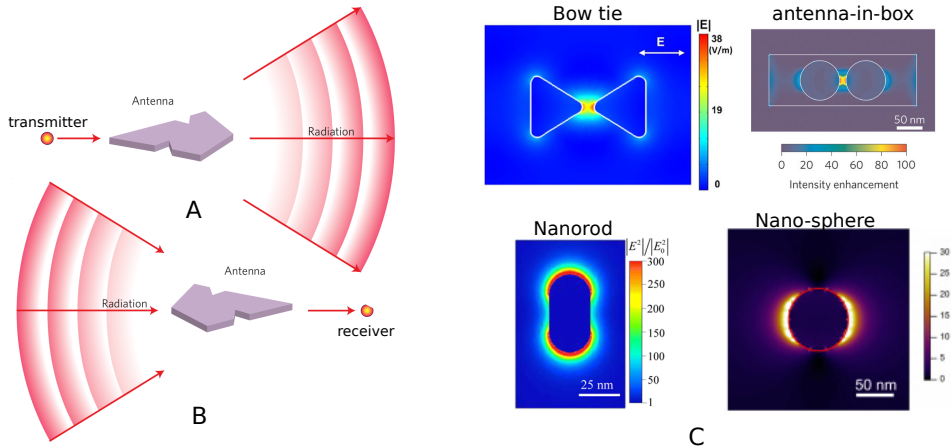 Antenna
transmitter
Radiation
A
Antenna
Radiation
receiver
B
Bow tie
|E|
38
(V/m)
19
0
E
antenna-in-box
50 nm
0 20 40 60 80 100
Intensity enhancement
Nanorod
|E²|/|E₀²|
300
250
200
150
100
50
1
25 nm
Nano-sphere
30
25
20
15
10
5
0
50 nm
C